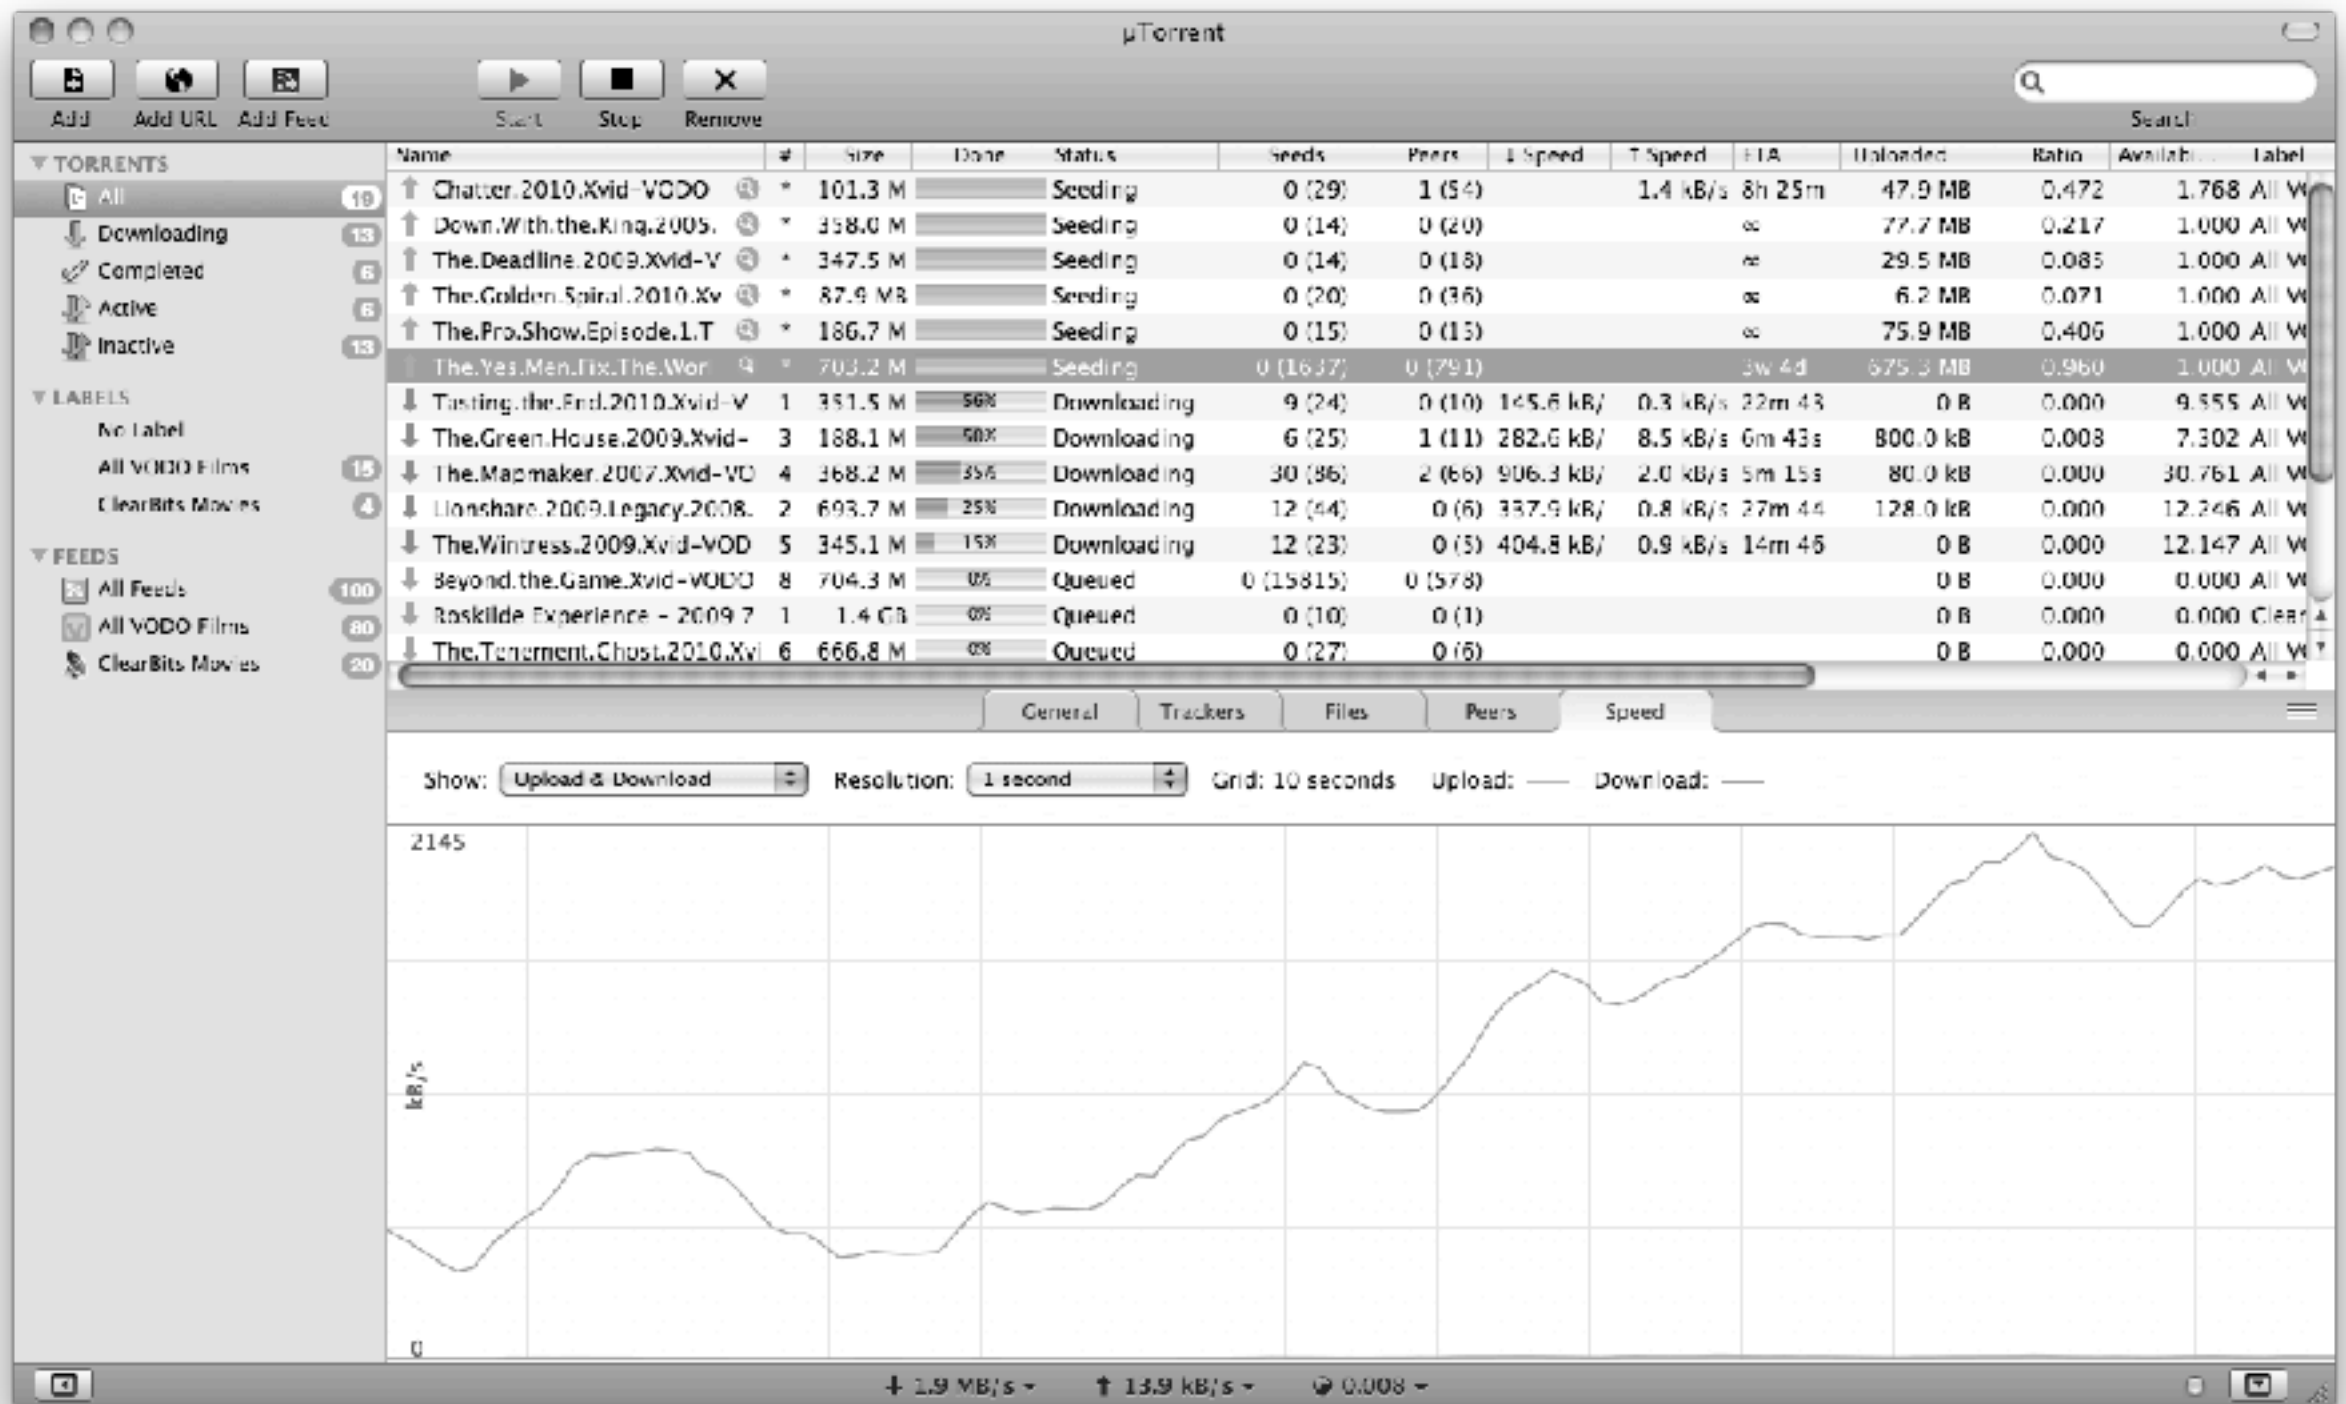 µTorrent
Add Add URL Add Feed Start Stop Remove Search
TORRENTS
All 19
Downloading 13
Completed 6
Active 6
Inactive 13
LABELS
No Label
All VODO Films 15
ClearBits Movies 4
FEEDS
All Feeds 100
All VODO Films 80
ClearBits Movies 20
Name # Size Done Status Seeds Peers ↓ Speed ↑ Speed ETA Uploaded Ratio Availabi... Label
Chatter.2010.Xvid-VODO * 101.3 M Seeding 0 (29) 1 (54) 1.4 kB/s 8h 25m 47.9 MB 0.472 1.768 All V
Down.With.the.King.2005. * 358.0 M Seeding 0 (14) 0 (20) ∞ 77.7 MB 0.217 1.000 All V
The.Deadline.2009.Xvid-V * 347.5 M Seeding 0 (14) 0 (18) ∞ 29.5 MB 0.085 1.000 All V
The.Golden.Spiral.2010.Xv * 87.9 MB Seeding 0 (20) 0 (36) ∞ 6.2 MB 0.071 1.000 All V
The.Pro.Show.Episode.1.T * 186.7 M Seeding 0 (15) 0 (15) ∞ 75.9 MB 0.406 1.000 All V
The.Yes.Men.Fix.The.Wor * 703.2 M Seeding 0 (1637) 0 (791) 3w 4d 675.3 MB 0.960 1.000 All V
Tasting.the.End.2010.Xvid-V 1 351.5 M 56% Downloading 9 (24) 0 (10) 145.6 kB/ 0.3 kB/s 22m 43 0 B 0.000 9.555 All V
The.Green.House.2009.Xvid- 3 188.1 M 50% Downloading 6 (25) 1 (11) 282.6 kB/ 8.5 kB/s 6m 43s 800.0 kB 0.008 7.302 All V
The.Mapmaker.2007.Xvid-VO 4 368.2 M 35% Downloading 30 (86) 2 (66) 906.3 kB/ 2.0 kB/s 5m 15s 80.0 kB 0.000 30.761 All V
Lionshare.2009.Legacy.2008. 2 693.7 M 25% Downloading 12 (44) 0 (6) 337.9 kB/ 0.8 kB/s 27m 44 128.0 kB 0.000 12.246 All V
The.Wintress.2009.Xvid-VOD 5 345.1 M 15% Downloading 12 (23) 0 (5) 404.8 kB/ 0.9 kB/s 14m 46 0 B 0.000 12.147 All V
Beyond.the.Game.Xvid-VODO 8 704.3 M 0% Queued 0 (15815) 0 (578) 0 B 0.000 0.000 All V
Roskilde Experience - 2009 7 1 1.4 GB 0% Queued 0 (10) 0 (1) 0 B 0.000 0.000 Clear
The.Tenement.Ghost.2010.Xvi 6 666.8 M 0% Queued 0 (27) 0 (6) 0 B 0.000 0.000 All V
General Trackers Files Peers Speed
Show: Upload & Download Resolution: 1 second Grid: 10 seconds Upload: Download:
2145
kB/s
0
1.9 MB/s 13.9 kB/s 0.008